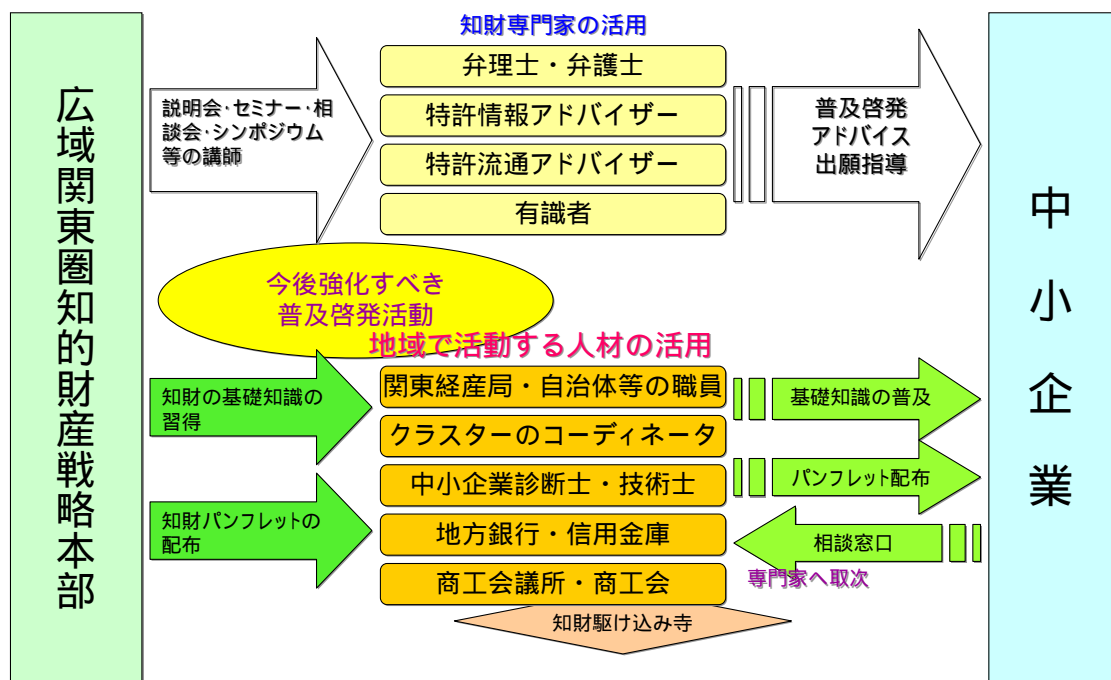 広域関東圏知的財産戦略本部
知財専門家の活用
説明会・セミナー・相
談会・シンポジウム
等の講師
弁理士・弁護士
特許情報アドバイザー
特許流通アドバイザー
有識者
普及啓発
アドバイス
出願指導
中小企業
今後強化すべき
普及啓発活動
地域で活動する人材の活用
知財の基礎知識の
習得
知財パンフレットの
配布
関東経産局・自治体等の職員
クラスターのコーディネータ
中小企業診断士・技術士
地方銀行・信用金庫
商工会議所・商工会
知財駆け込み寺
基礎知識の普及
パンフレット配布
相談窓口
専門家へ取次